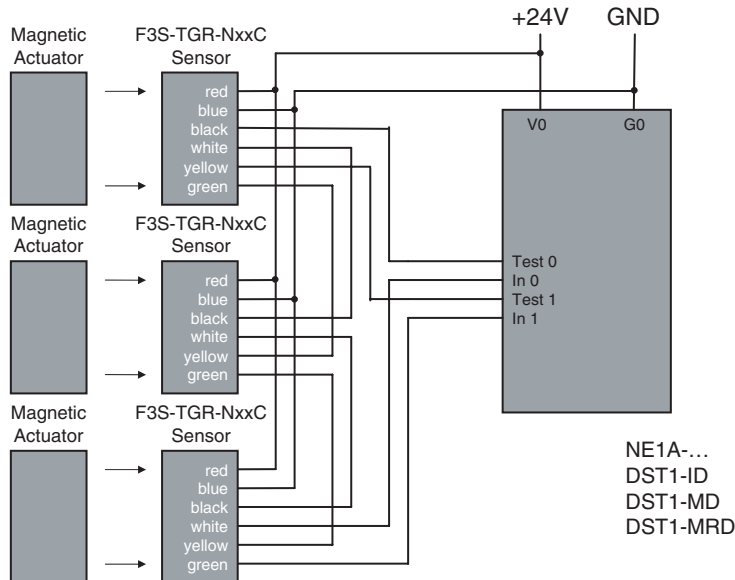 +24V GND
Magnetic
Actuator
F3S-TGR-NxxC
Sensor
red
blue
black
white
yellow
green
V0 G0
Magnetic
Actuator
F3S-TGR-NxxC
Sensor
red
blue
black
white
yellow
green
Test 0
In 0
Test 1
In 1
Magnetic
Actuator
F3S-TGR-NxxC
Sensor
red
blue
black
white
yellow
green
NE1A-...
DST1-ID
DST1-MD
DST1-MRD